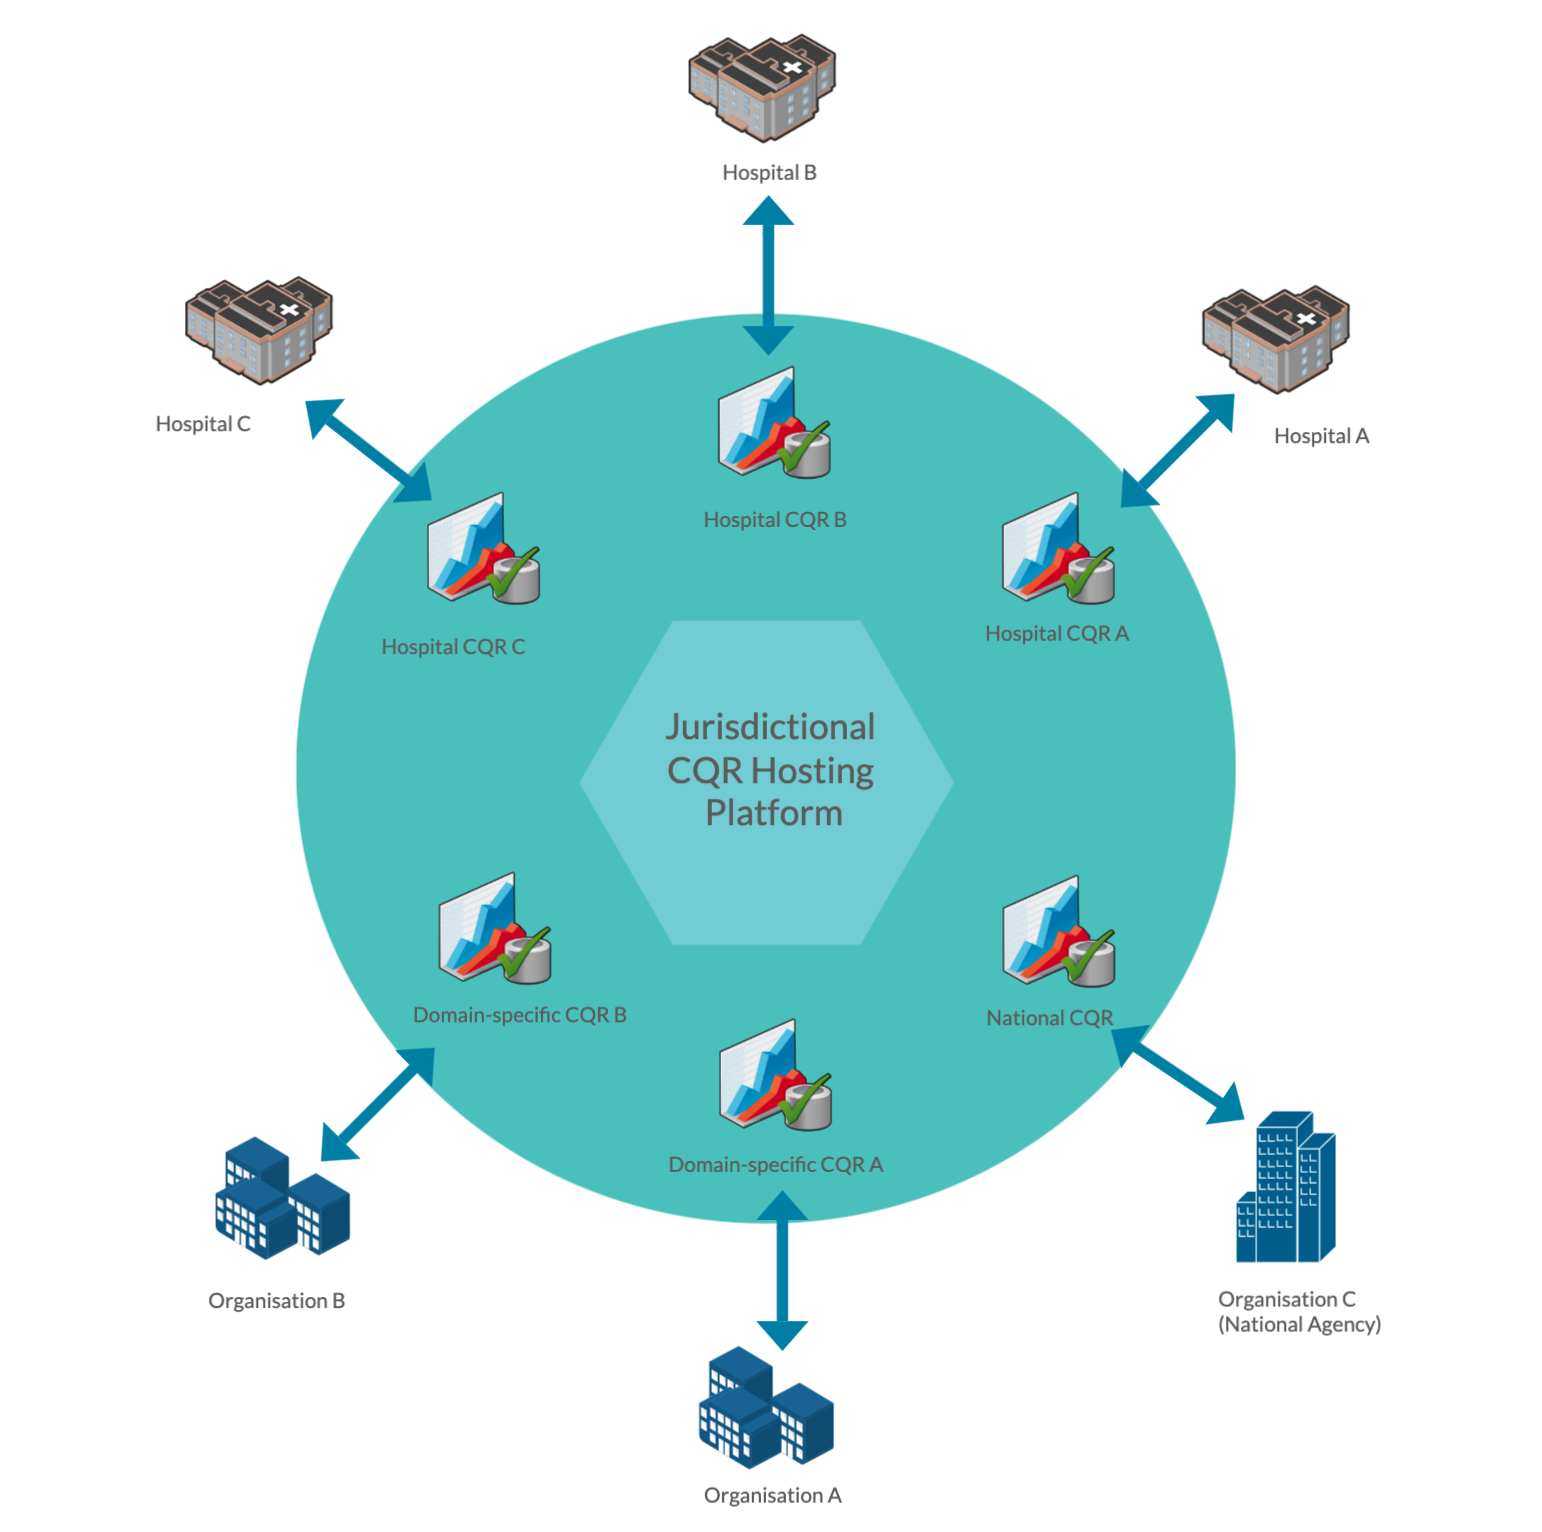 Hospital B
Hospital C
Hospital A
Hospital CQR B
Hospital CQR C
Hospital CQR A
Jurisdictional
CQR Hosting
Platform
Domain-specific CQR B
National CQR
Domain-specific CQR A
Organisation B
Organisation C
(National Agency)
Organisation A